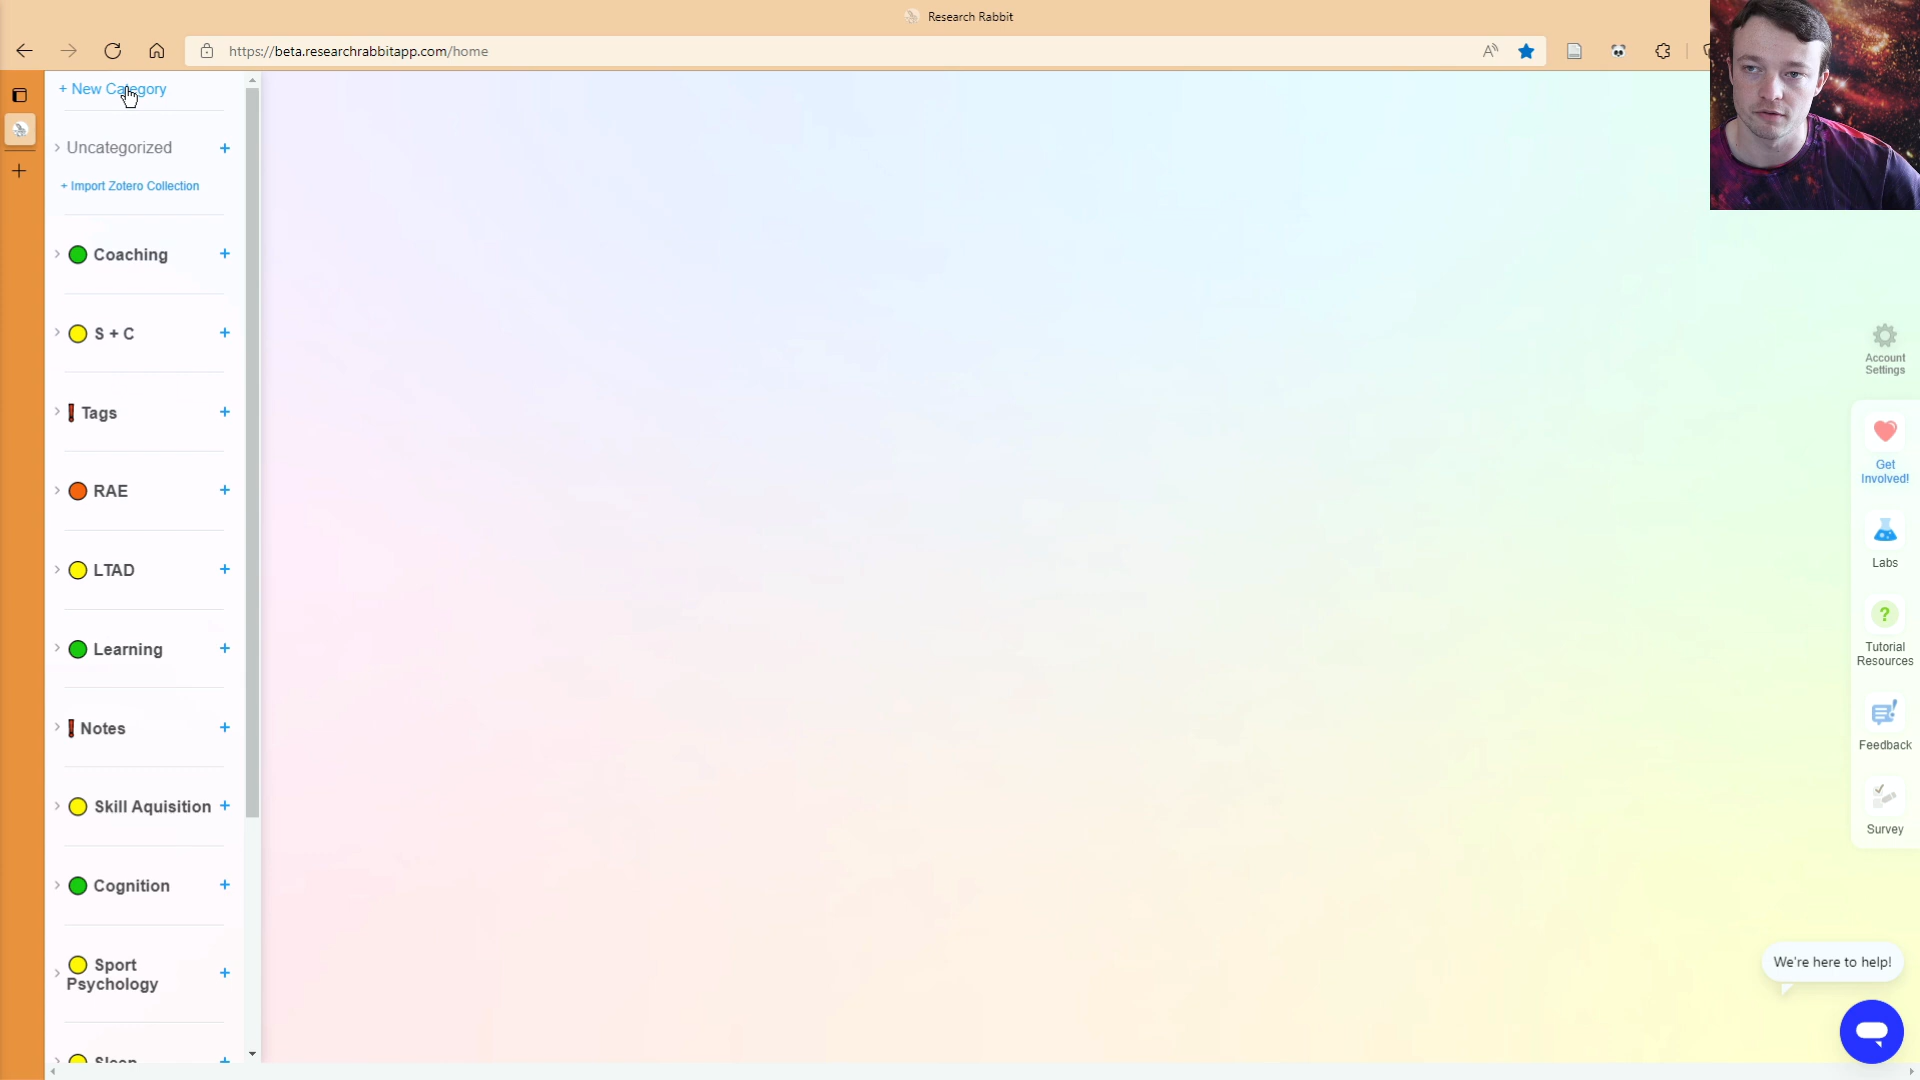 Research Rabbit
https://beta.researchrabbitapp.com/home
+ New Category
Uncategorized
+ Import Zotero Collection
Coaching
S + C
Tags
RAE
LTAD
Learning
Notes
Skill Aquisition
Cognition
Sport
Psychology
Sleep
Account
Settings
Get
Involved!
Labs
Tutorial
Resources
Feedback
Survey
We're here to help!